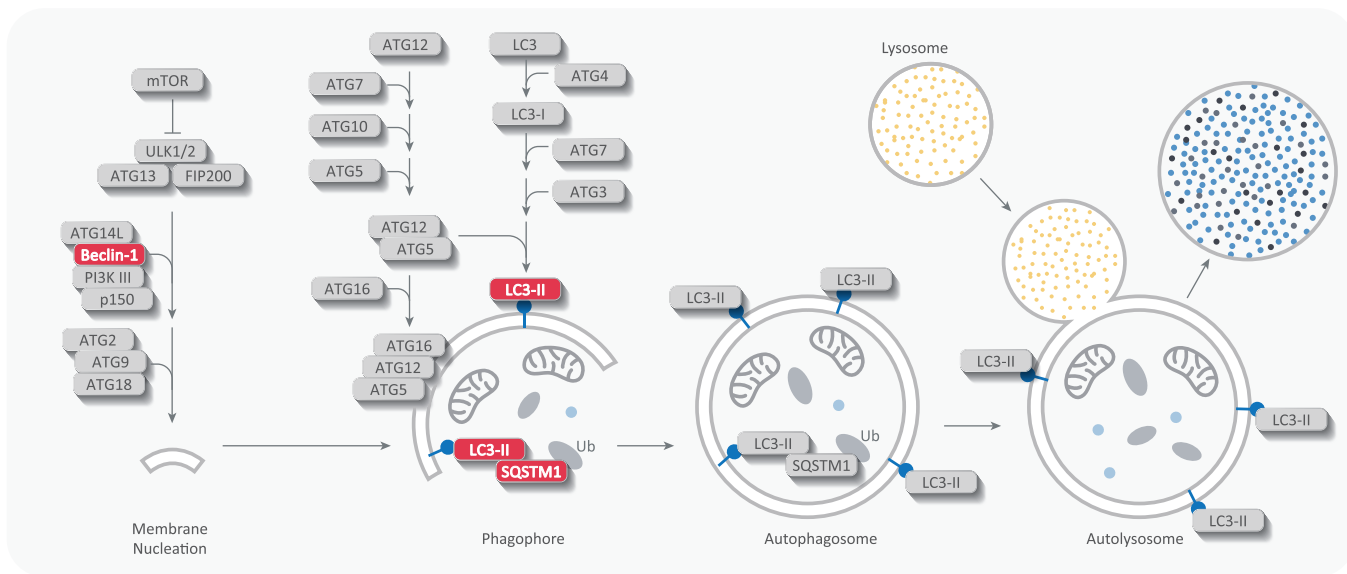 mTOR
ULK1/2
ATG13
FIP200
ATG14L
Beclin-1
PI3K III
p150
ATG2
ATG9
ATG18
Membrane
Nucleation
ATG12
ATG7
ATG10
ATG5
ATG12
ATG5
ATG16
ATG16
ATG12
ATG5
LC3
ATG4
LC3-I
ATG7
ATG3
LC3-II
LC3-II
SQSTM1
Ub
Phagophore
LC3-II
LC3-II
LC3-II
SQSTM1
Ub
LC3-II
Autophagosome
Lysosome
LC3-II
LC3-II
LC3-II
Autolysosome